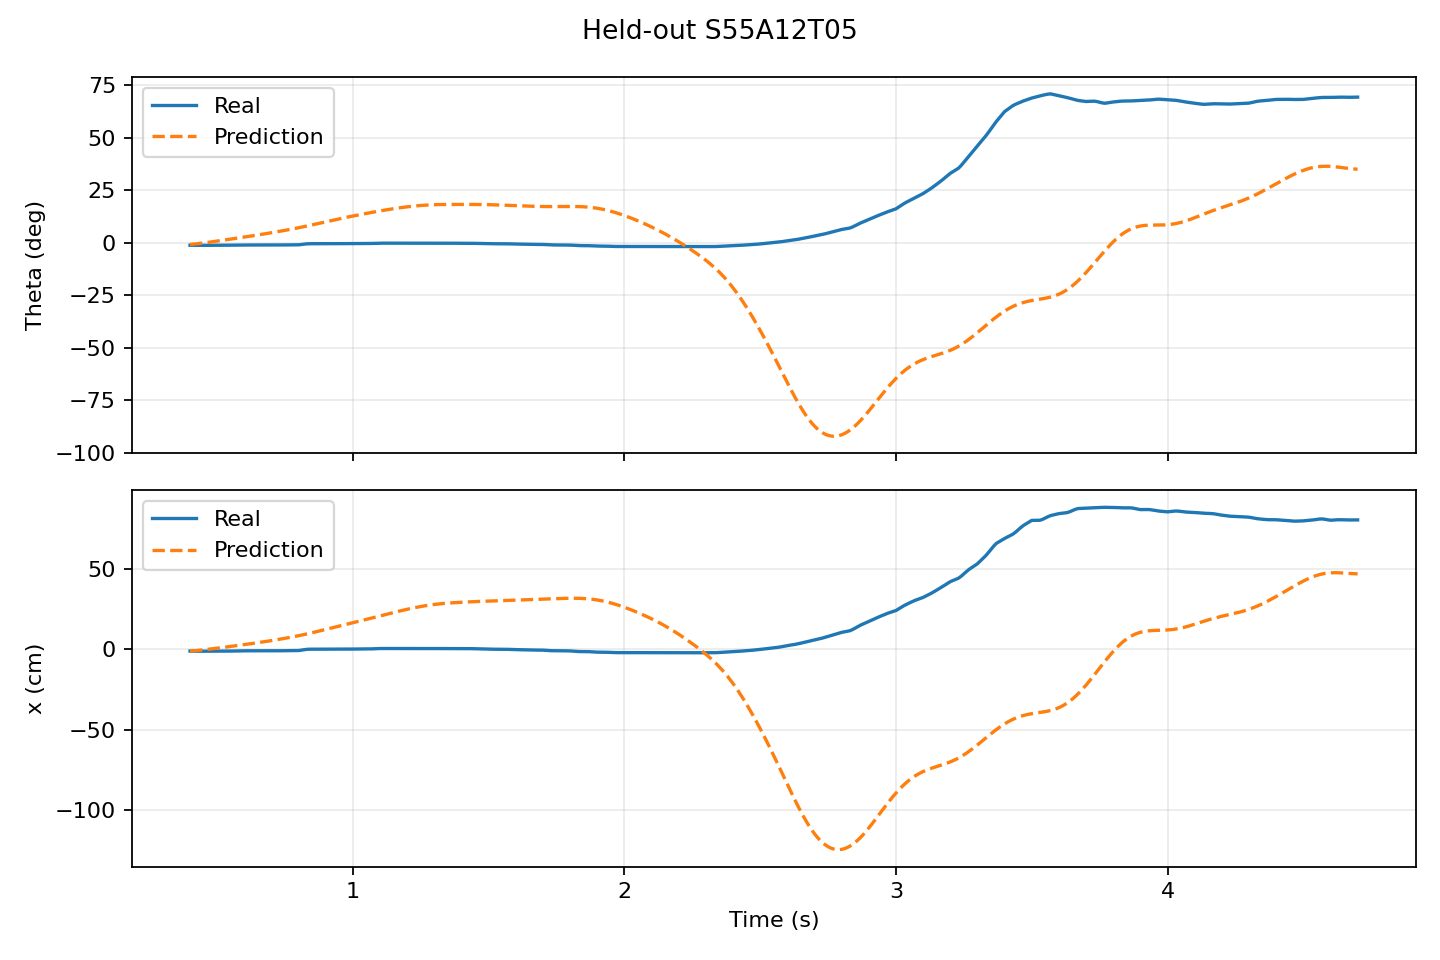 Held-out S55A12T05
75
50
25
0
−25
−50
−75
−100
Theta (deg)
Real
Prediction
50
0
−50
−100
x (cm)
Real
Prediction
1
2
3
4
Time (s)